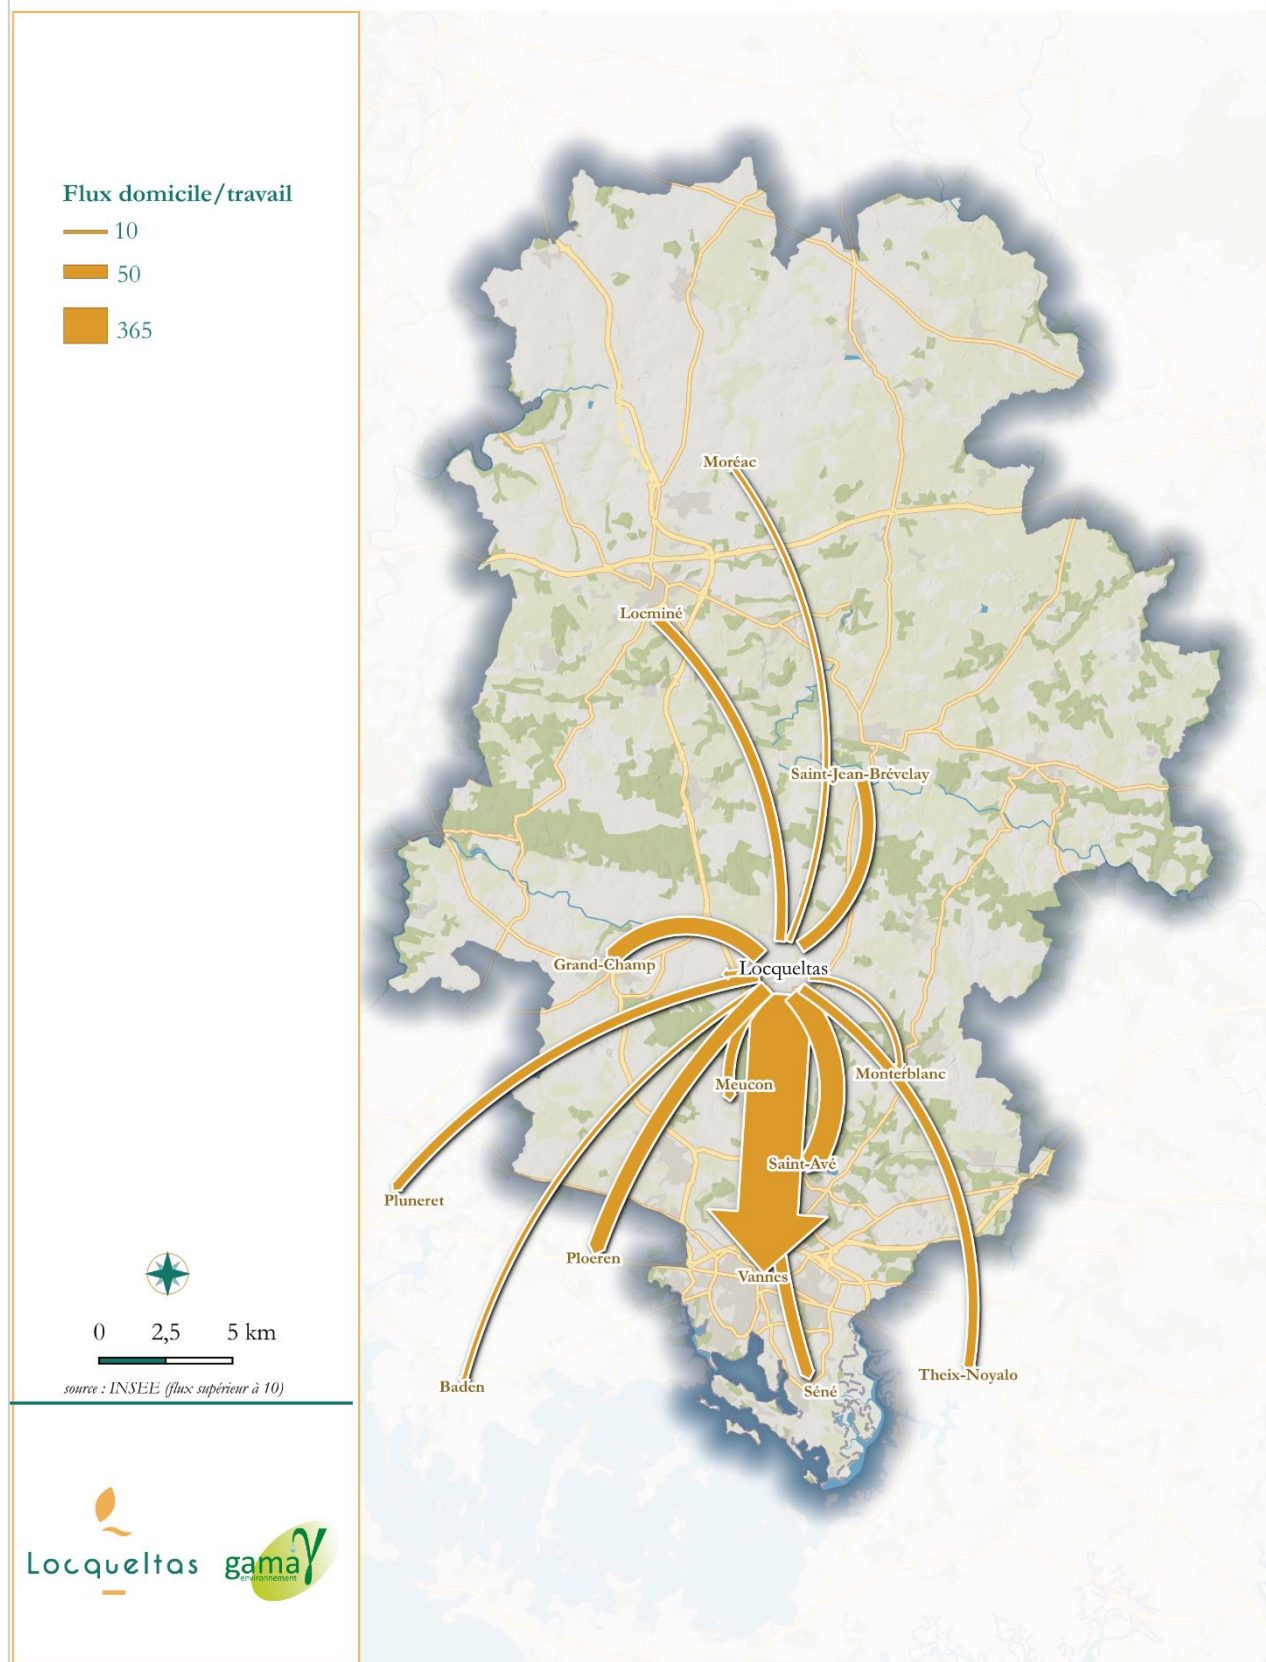 Flux domicile/travail
10
50
365
Moréac
Locminé
Saint-Jean-Brévelay
Grand-Champ
Locqueltas
Meucon
Monterblanc
Saint-Avé
Pluneret
Ploeren
Vannes
Baden
Séné
Theix-Noyalo
0 2,5 5 km
source : INSEE (flux supérieur à 10)
Locqueltas
gama
environnement